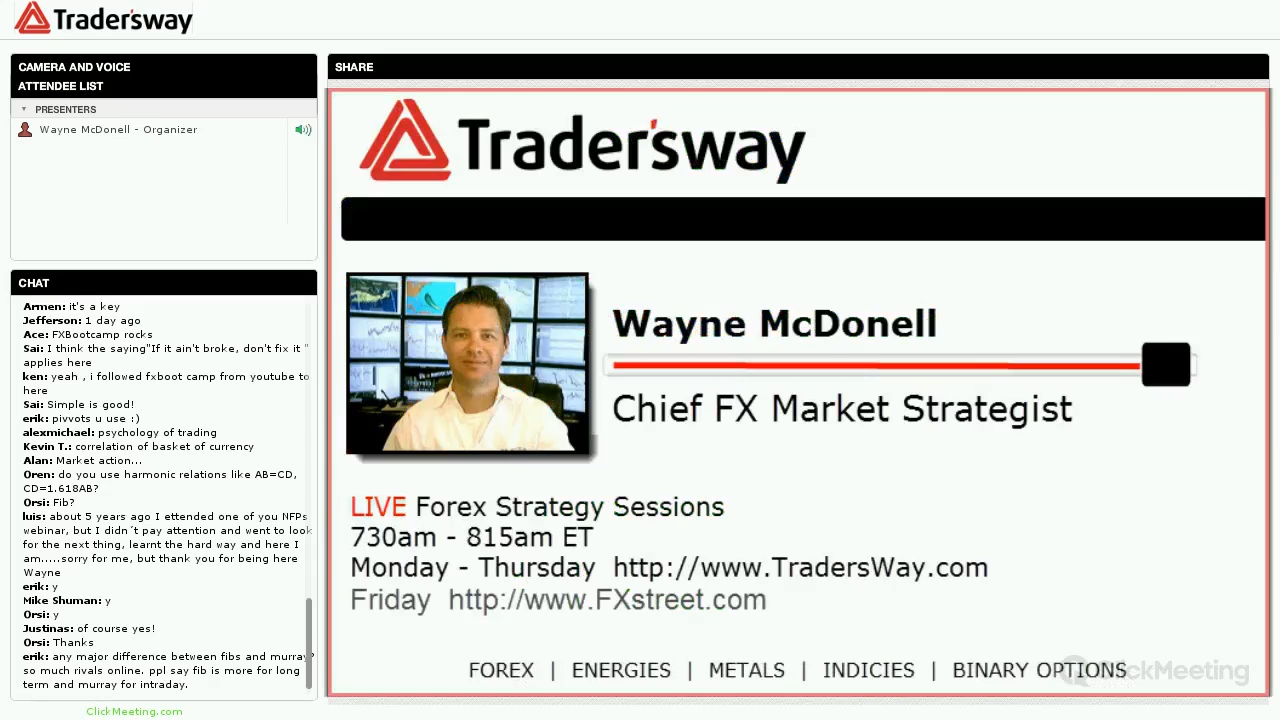 Trader'sway
CAMERA AND VOICE
ATTENDEE LIST
PRESENTERS
Wayne McDonell - Organizer
CHAT
Armen: it's a key
Jefferson: 1 day ago
Ace: FXBootcamp rocks
Sai: I think the saying"If it ain't broke, don't fix it "
applies here
ken: yeah , i followed fxboot camp from youtube to
here
Sai: Simple is good!
erik: pivvots u use :)
alexmichael: psychology of trading
Kevin T.: correlation of basket of currency
Alan: Market action...
Oren: do you use harmonic relations like AB=CD,
CD=1.618AB?
Orsi: Fib?
luis: about 5 years ago I ettended one of you NFPs
webinar, but I didn`t pay attention and went to look
for the next thing, learnt the hard way and here I
am.....sorry for me, but thank you for being here
Wayne
erik: y
Mike Shuman: y
Orsi: y
Justinas: of course yes!
Orsi: Thanks
erik: any major difference between fibs and murray?
so much rivals online. ppl say fib is more for long
term and murray for intraday.
ClickMeeting.com
SHARE
Trader'sway
Wayne McDonell
Chief FX Market Strategist
LIVE Forex Strategy Sessions
730am - 815am ET
Monday - Thursday http://www.TradersWay.com
Friday http://www.FXstreet.com
FOREX | ENERGIES | METALS | INDICIES | BINARY OPTIONS
ClickMeeting